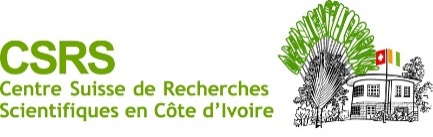 CSRS
Centre Suisse de Recherches
Scientifiques en Côte d'Ivoire